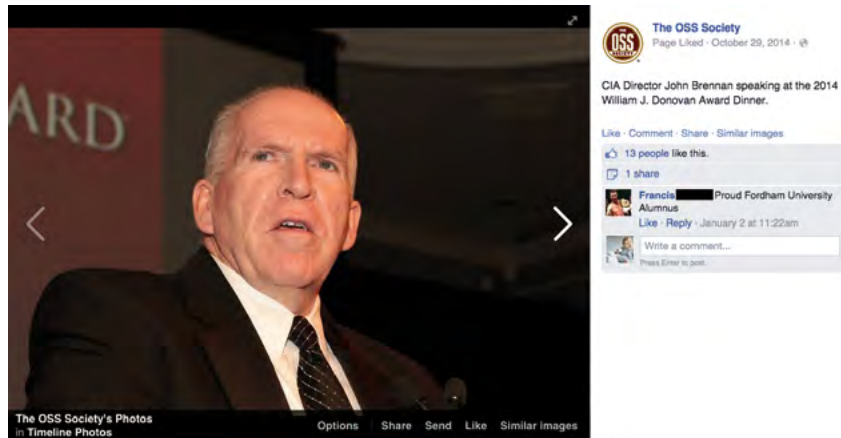 ARD
The OSS Society's Photos
in Timeline Photos
Options Share Send Like Similar images
THE
OSS
SOCIETY
The OSS Society
Page Liked · October 29, 2014 ·
CIA Director John Brennan speaking at the 2014
William J. Donovan Award Dinner.
Like · Comment · Share · Similar images
13 people like this.
1 share
Francis Proud Fordham University
Alumnus
Like · Reply · January 2 at 11:22am
Write a comment...
Press Enter to post.